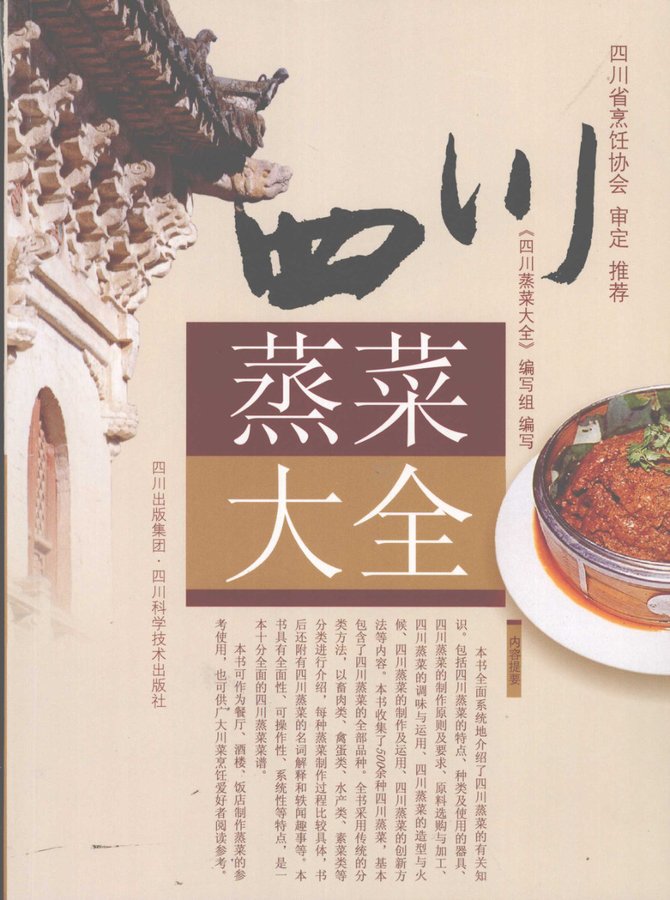 四川省烹饪协会 审定 推荐
四川
《四川蒸菜大全》编写组 编写
蒸菜
大全
四川出版集团·四川科学技术出版社
内容提要
本书全面系统地介绍了四川蒸菜的有关知
识。包括四川蒸菜的特点、种类及使用的器具、
四川蒸菜的制作原则及要求、原料选购与加工、
四川蒸菜的调味与运用、四川蒸菜的造型与火
候、四川蒸菜的制作及运用、四川蒸菜的创新方
法等内容。本书收集了500余种四川蒸菜，基本
包含了四川蒸菜的全部品种。全书采用传统的分
类方法，以畜肉类、禽蛋类、水产类、素菜类等
分类进行介绍，每种蒸菜制作过程比较具体，书
后还附有四川蒸菜的名词解释和轶闻趣事等。本
书具有全面性、可操作性、系统性等特点，是一
本十分全面的四川蒸菜菜谱。
本书可作为餐厅、酒楼、饭店制作蒸菜的参
考使用，也可供广大川菜烹饪爱好者阅读参考。